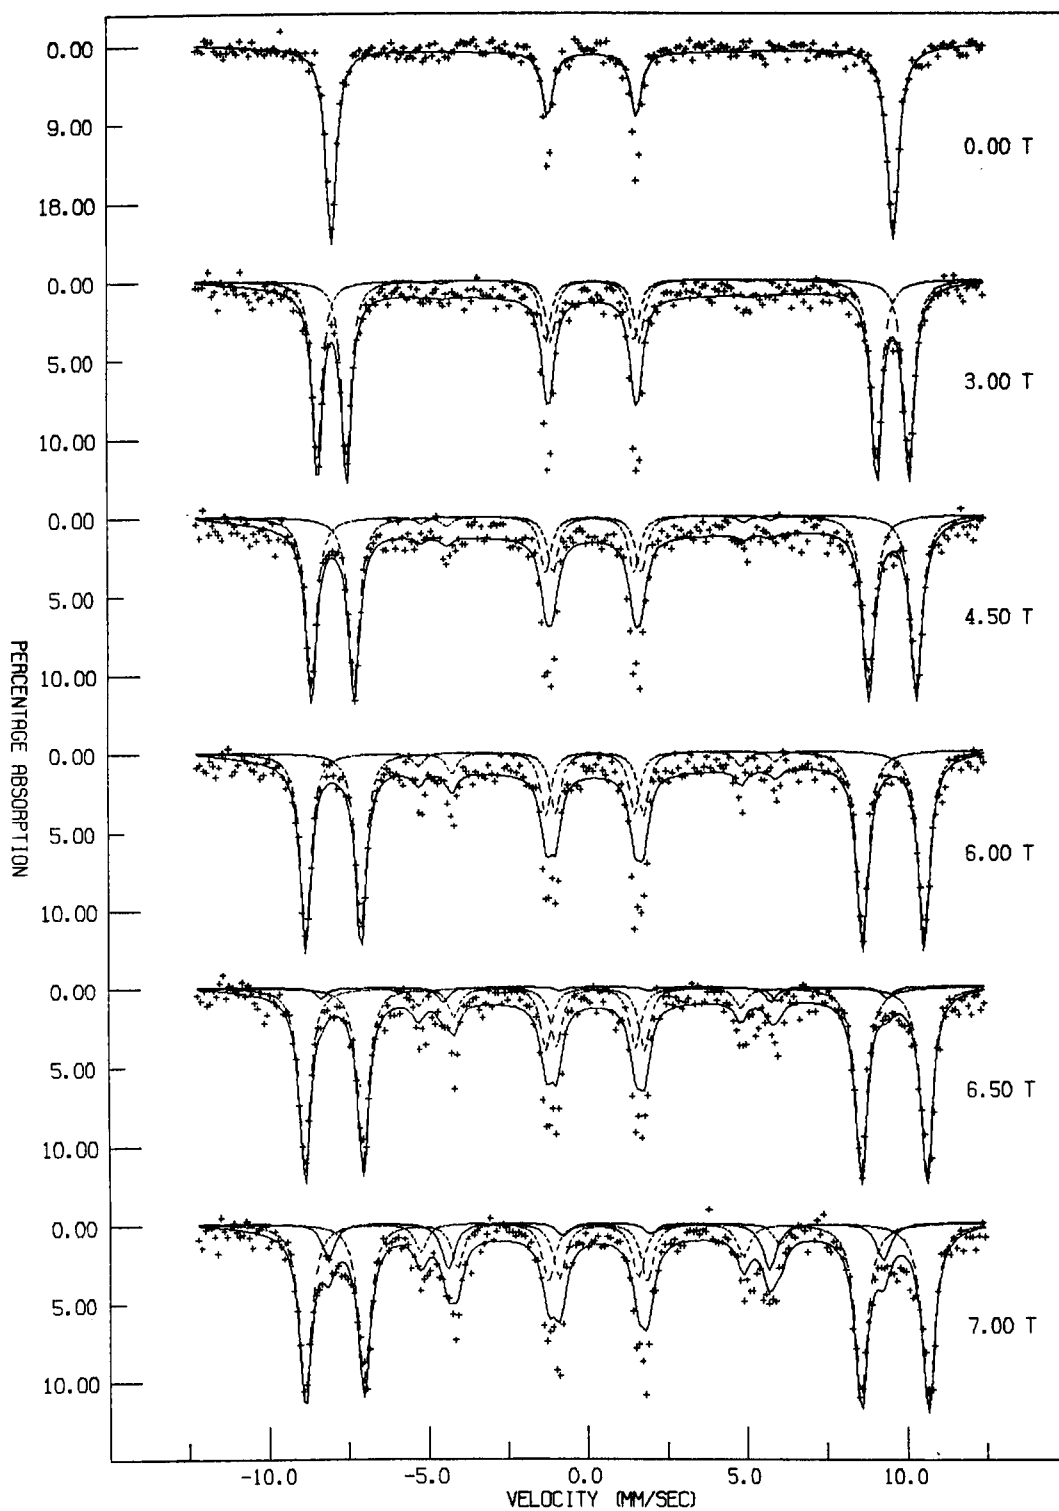 0.00
9.00
18.00
0.00 T
0.00
5.00
10.00
3.00 T
0.00
5.00
10.00
4.50 T
0.00
5.00
10.00
6.00 T
0.00
5.00
10.00
6.50 T
0.00
5.00
10.00
7.00 T
PERCENTAGE ABSORPTION
-10.0 -5.0 0.0 5.0 10.0
VELOCITY (MM/SEC)